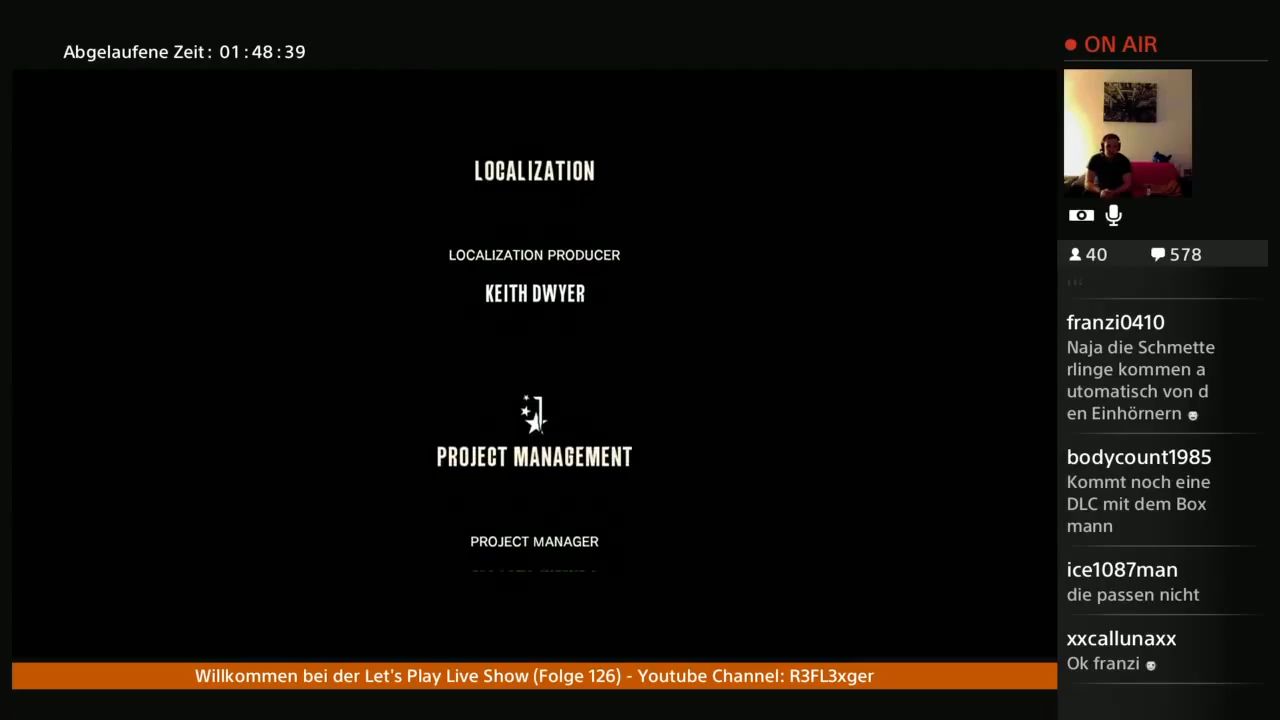 Abgelaufene Zeit: 01:48:39
ON AIR
LOCALIZATION
LOCALIZATION PRODUCER
KEITH DWYER
PROJECT MANAGEMENT
PROJECT MANAGER
40
578
franzi0410
Naja die Schmette
rlinge kommen a
utomatisch von d
en Einhörnern
bodycount1985
Kommt noch eine
DLC mit dem Box
mann
ice1087man
die passen nicht
xxcallunaxx
Ok franzi
Willkommen bei der Let's Play Live Show (Folge 126) - Youtube Channel: R3FL3xger